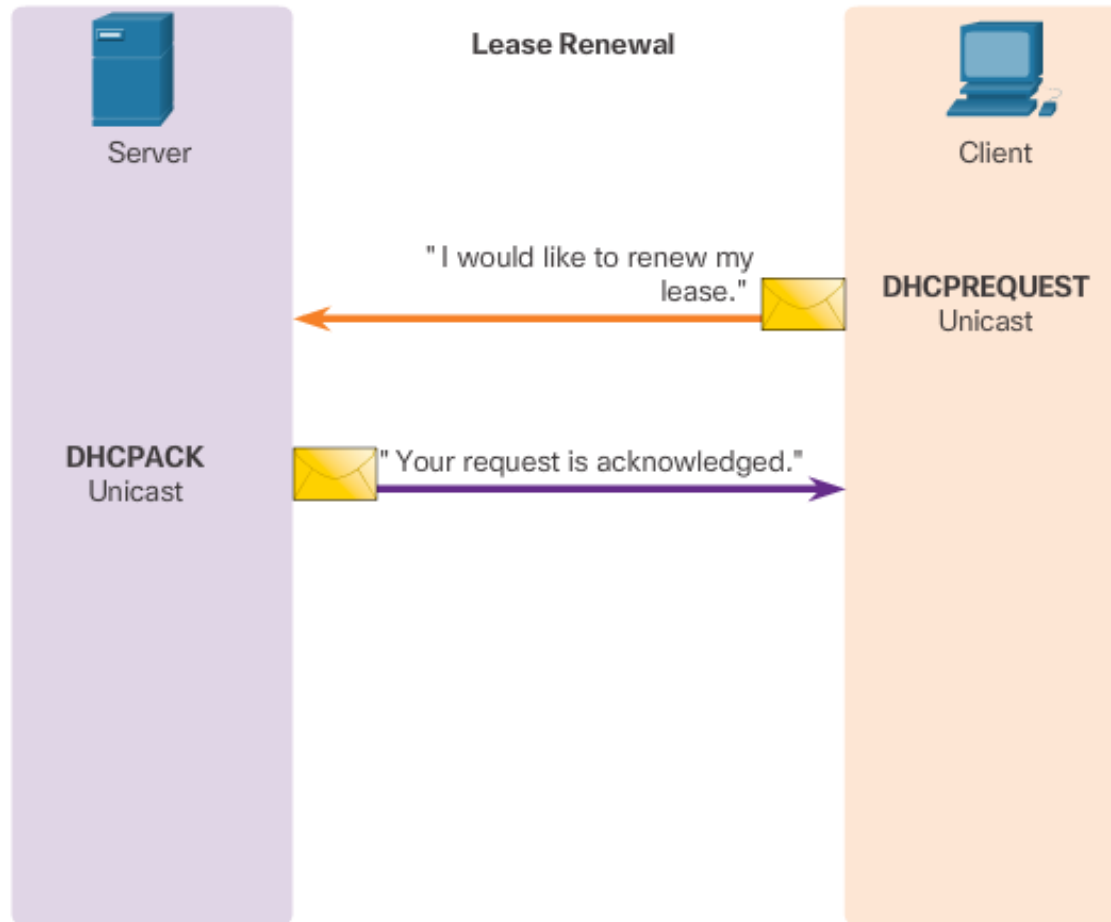 Lease Renewal
Server
Client
" I would like to renew my
lease."
DHCPREQUEST
Unicast
DHCPACK
Unicast
" Your request is acknowledged."